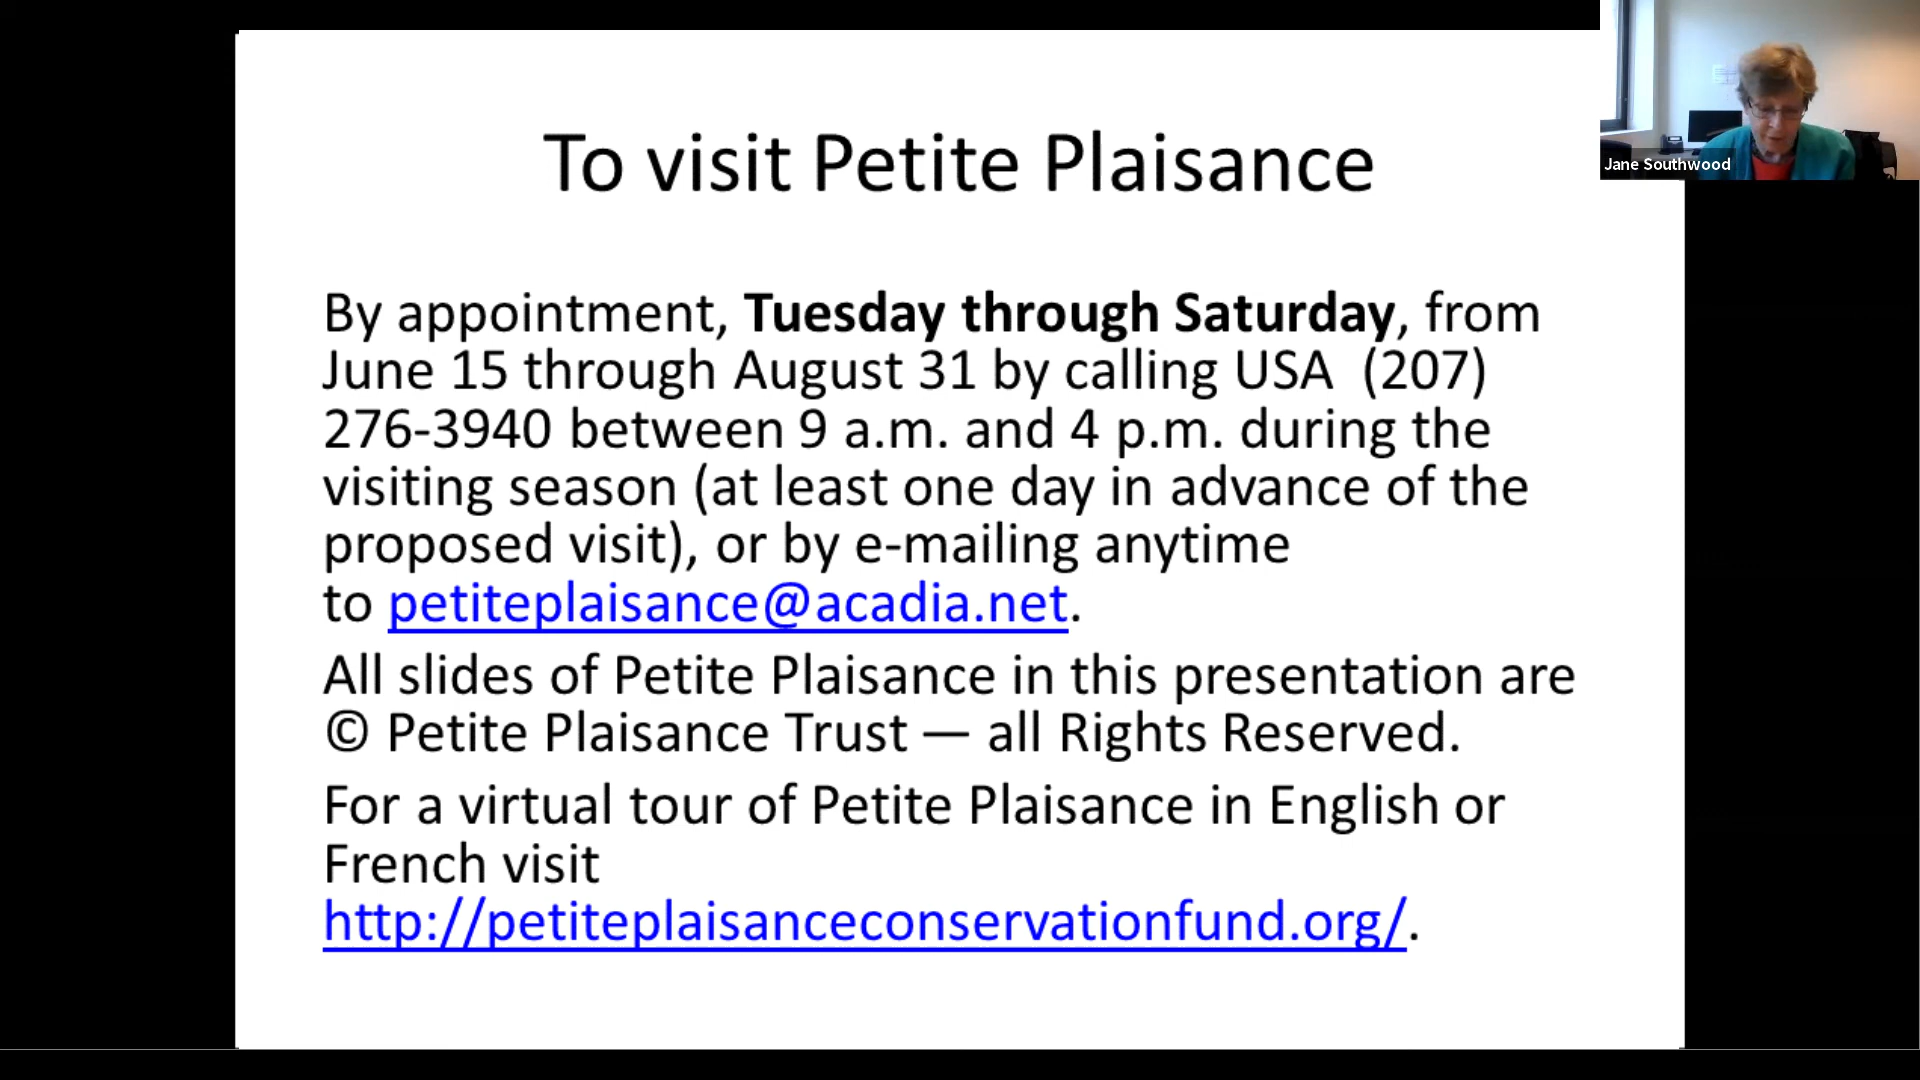 To visit Petite Plaisance
Jane Southwood
By appointment, Tuesday through Saturday, from
June 15 through August 31 by calling USA (207)
276-3940 between 9 a.m. and 4 p.m. during the
visiting season (at least one day in advance of the
proposed visit), or by e-mailing anytime
to petiteplaisance@acadia.net.
All slides of Petite Plaisance in this presentation are
© Petite Plaisance Trust — all Rights Reserved.
For a virtual tour of Petite Plaisance in English or
French visit
http://petiteplaisanceconservationfund.org/.